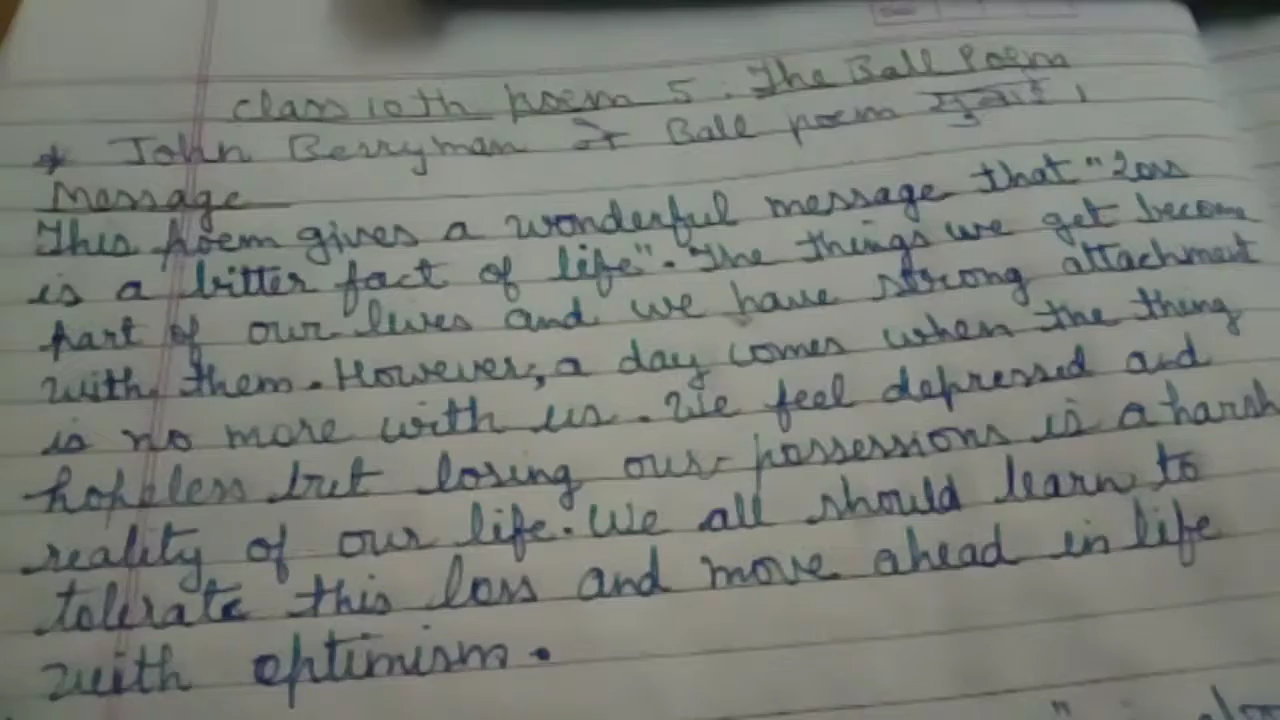 Class 10th poem 5. The Ball Poem
* John Berryman ने Ball poem सुनाई।
Message
This poem gives a wonderful message that "Loss
is a bitter fact of life". The things we get become
part of our lives and we have strong attachment
with them. However, a day comes when the thing
is no more with us. We feel depressed and
hopeless but losing our possessions is a harsh
reality of our life. We all should learn to
tolerate this loss and move ahead in life
with optimism.